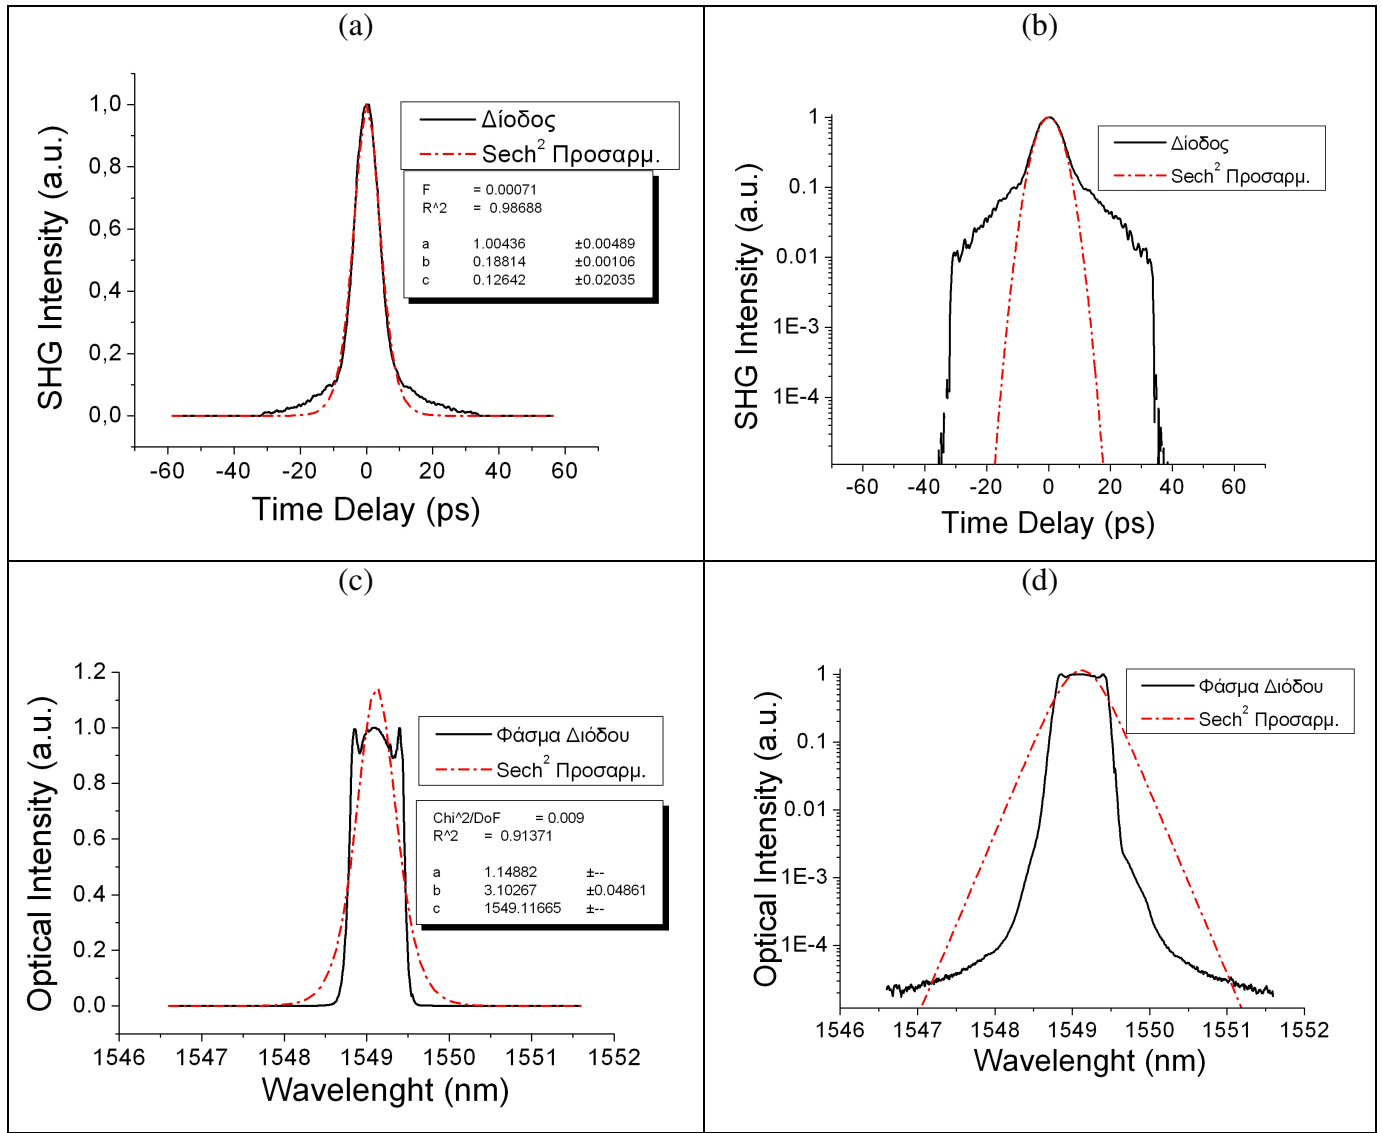 (a)
SHG Intensity (a.u.)
1,0
0,8
0,6
0,4
0,2
0,0
-60 -40 -20 0 20 40 60
Time Delay (ps)
Δίοδος
Sech2 Προσαρμ.
F = 0.00071
R^2 = 0.98688
a 1.00436 ±0.00489
b 0.18814 ±0.00106
c 0.12642 ±0.02035
(b)
SHG Intensity (a.u.)
1
0.1
0.01
1E-3
1E-4
-60 -40 -20 0 20 40 60
Time Delay (ps)
Δίοδος
Sech2 Προσαρμ.
(c)
Optical Intensity (a.u.)
1.2
1.0
0.8
0.6
0.4
0.2
0.0
1546 1547 1548 1549 1550 1551 1552
Wavelenght (nm)
Φάσμα Διόδου
Sech2 Προσαρμ.
Chi^2/DoF = 0.009
R^2 = 0.91371
a 1.14882 ±--
b 3.10267 ±0.04861
c 1549.11665 ±--
(d)
Optical Intensity (a.u.)
1
0.1
0.01
1E-3
1E-4
1546 1547 1548 1549 1550 1551 1552
Wavelenght (nm)
Φάσμα Διόδου
Sech2 Προσαρμ.